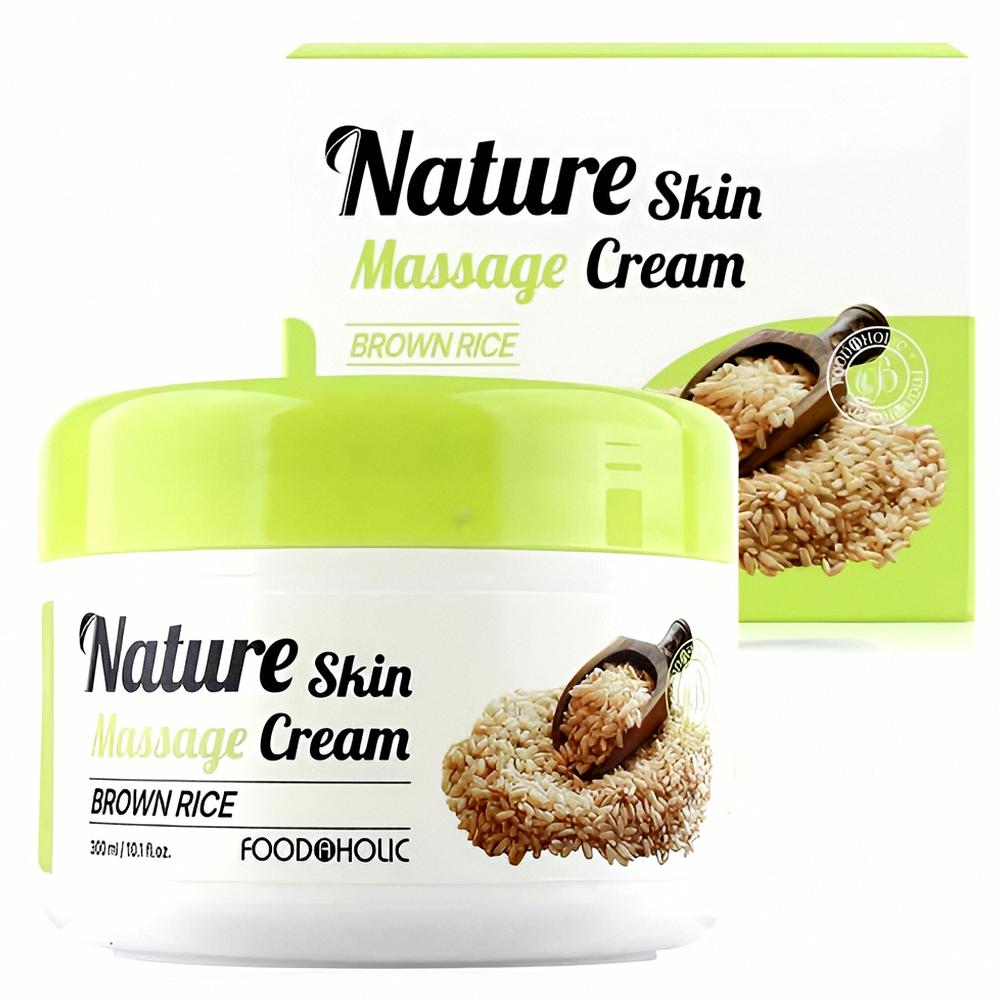 Nature Skin
Massage Cream
BROWN RICE
FOODAHOLIC
Nature Skin
Massage Cream
BROWN RICE
300 ml / 10.1 fl.oz.
FOODAHOLIC